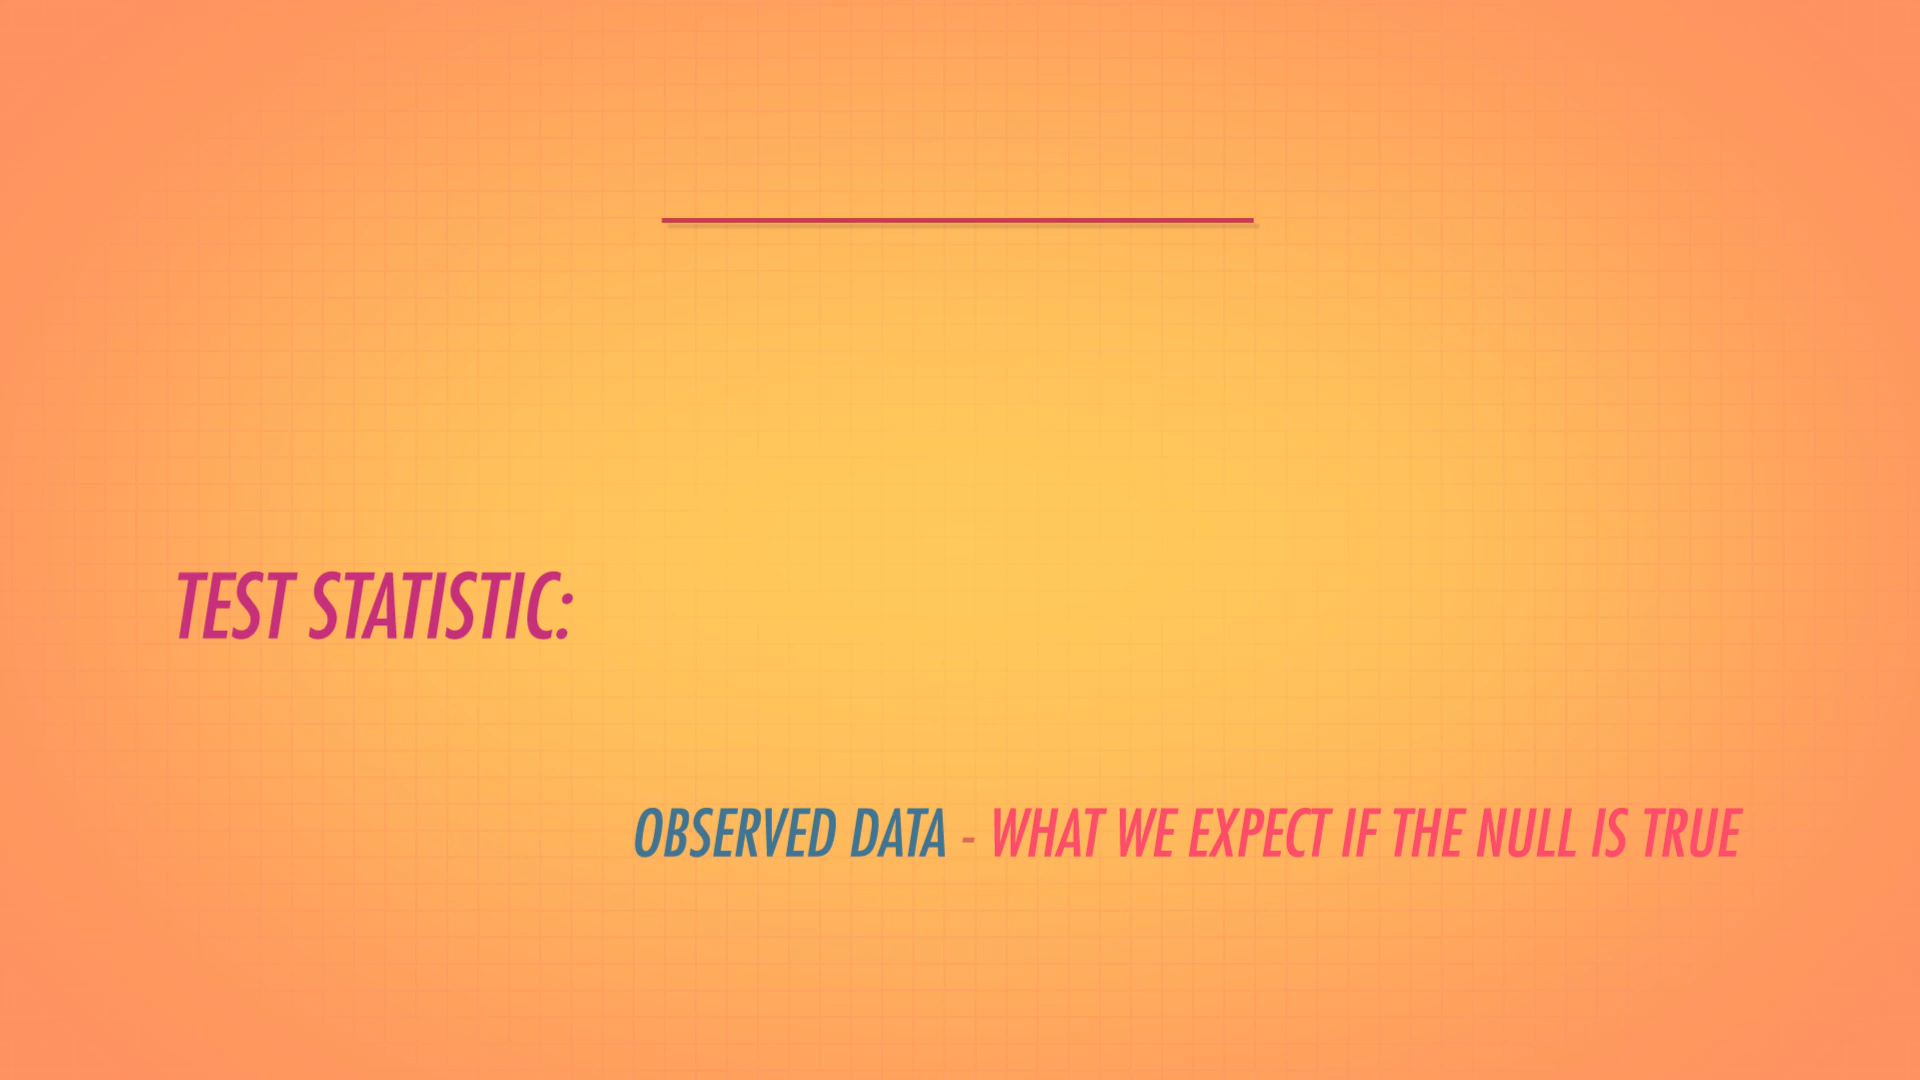 TEST STATISTIC:
OBSERVED DATA - WHAT WE EXPECT IF THE NULL IS TRUE